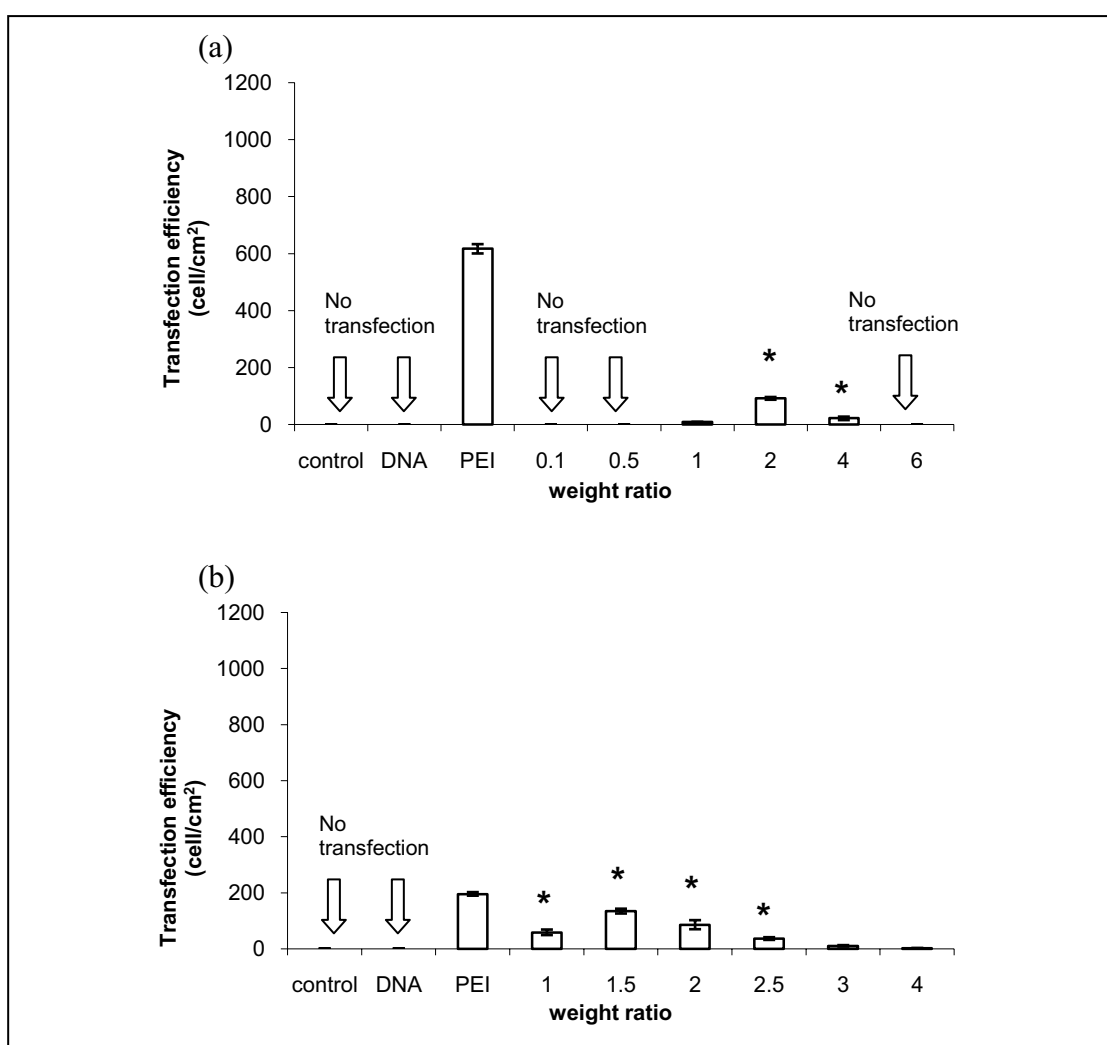 (a)
1200
1000
800
600
400
200
0
Transfection efficiency
(cell/cm²)
No
transfection
No
transfection
No
transfection
*
*
control DNA PEI 0.1 0.5 1 2 4 6
weight ratio
(b)
1200
1000
800
600
400
200
0
Transfection efficiency
(cell/cm²)
No
transfection
*
*
*
*
control DNA PEI 1 1.5 2 2.5 3 4
weight ratio